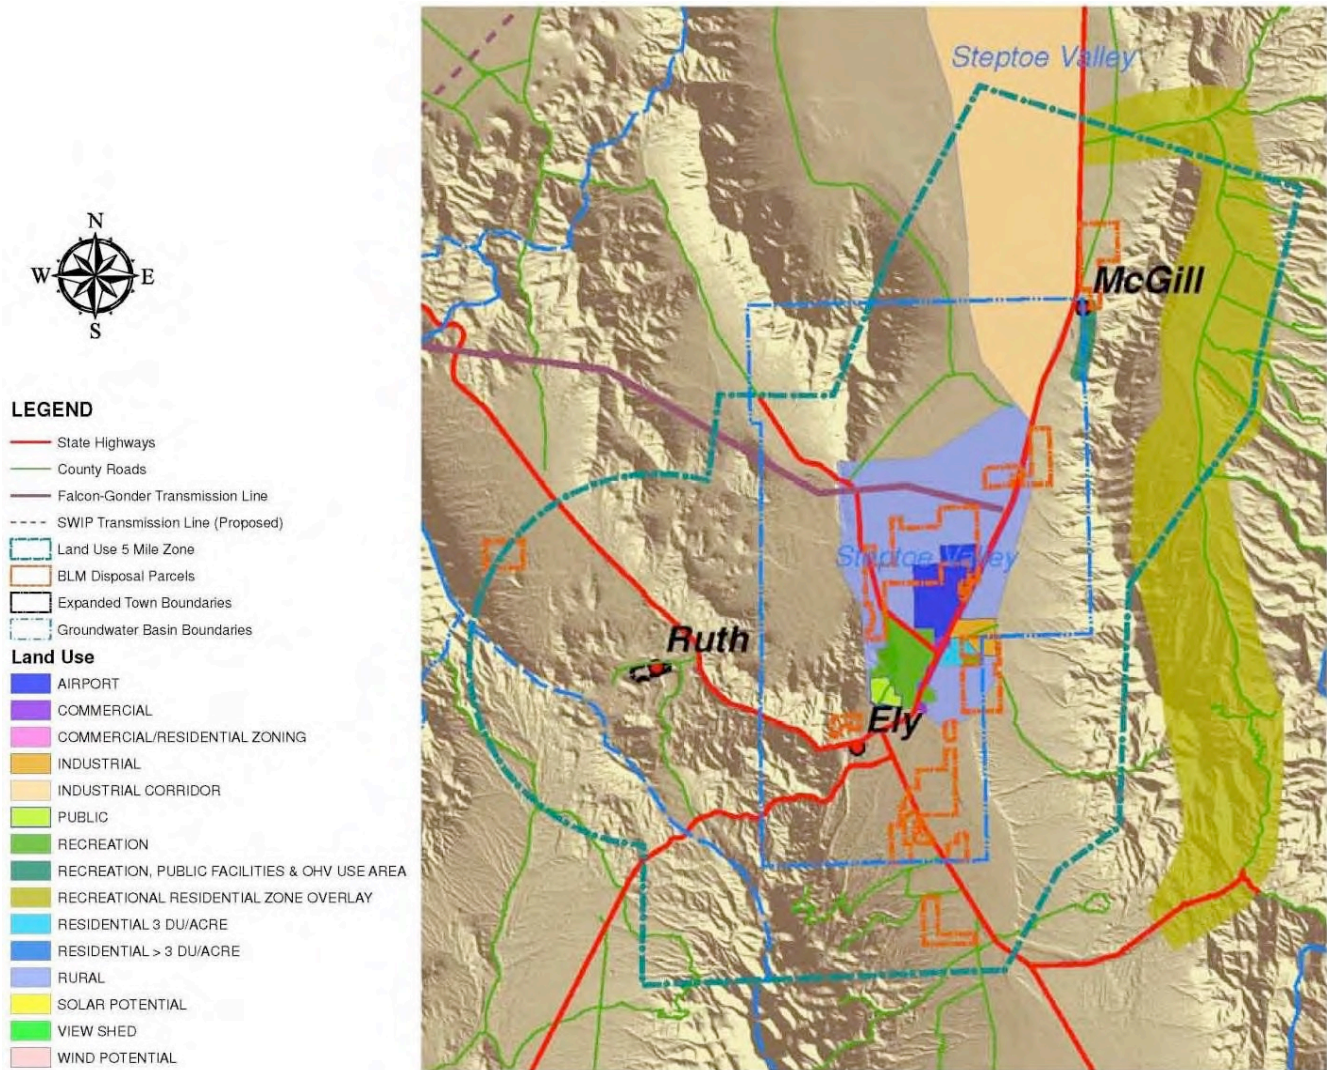 N
W E
S
LEGEND
State Highways
County Roads
Falcon-Gonder Transmission Line
SWIP Transmission Line (Proposed)
Land Use 5 Mile Zone
BLM Disposal Parcels
Expanded Town Boundaries
Groundwater Basin Boundaries
Land Use
AIRPORT
COMMERCIAL
COMMERCIAL/RESIDENTIAL ZONING
INDUSTRIAL
INDUSTRIAL CORRIDOR
PUBLIC
RECREATION
RECREATION, PUBLIC FACILITIES & OHV USE AREA
RECREATIONAL RESIDENTIAL ZONE OVERLAY
RESIDENTIAL 3 DU/ACRE
RESIDENTIAL > 3 DU/ACRE
RURAL
SOLAR POTENTIAL
VIEW SHED
WIND POTENTIAL
Steptoe Valley
McGill
Steptoe Valley
Ruth
Ely